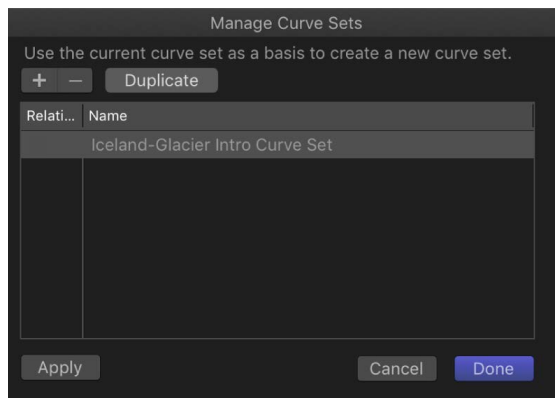 Manage Curve Sets
Use the current curve set as a basis to create a new curve set.
+ − Duplicate
Relati... Name
Iceland-Glacier Intro Curve Set
Apply Cancel Done